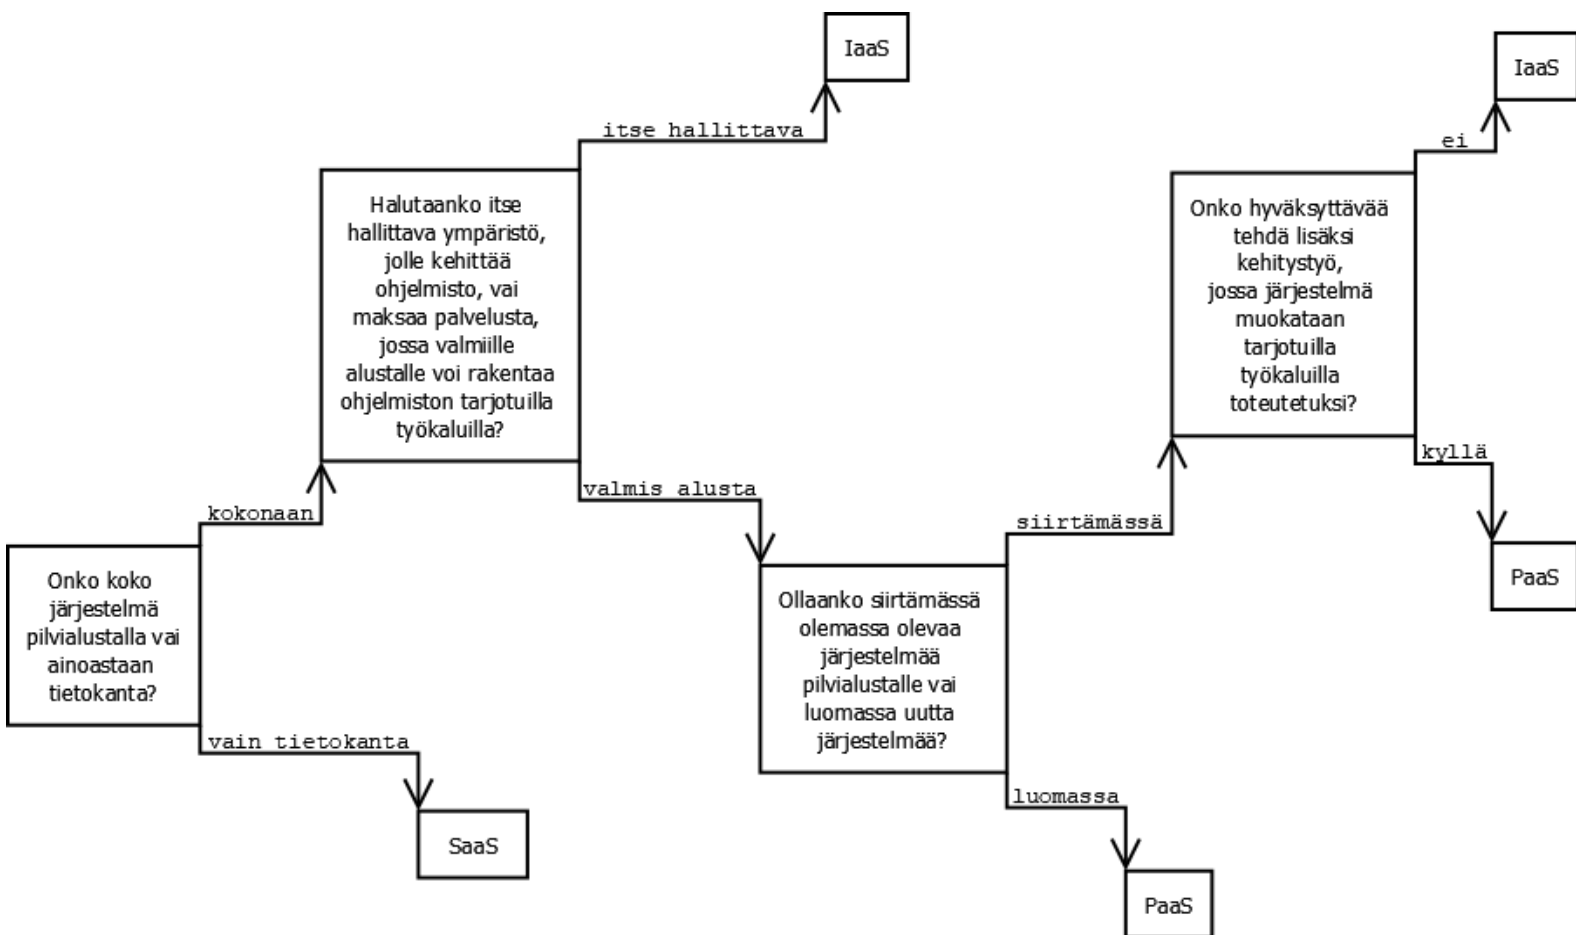 IaaS
IaaS
itse hallittava
ei
Halutaanko itse
hallittava ympäristö,
jolle kehittää
ohjelmisto, vai
maksaa palvelusta,
jossa valmiille
alustalle voi rakentaa
ohjelmiston tarjotuilla
työkaluilla?
Onko hyväksyttävää
tehdä lisäksi
kehitystyö,
jossa järjestelmä
muokataan
tarjotuilla
työkaluilla
toteutetuksi?
kyllä
valmis alusta
kokonaan
siirtämässä
Onko koko
järjestelmä
pilvialustalla vai
ainoastaan
tietokanta?
PaaS
Ollaanko siirtämässä
olemassa olevaa
järjestelmää
pilvialustalle vai
luomassa uutta
järjestelmää?
vain tietokanta
luomassa
SaaS
PaaS